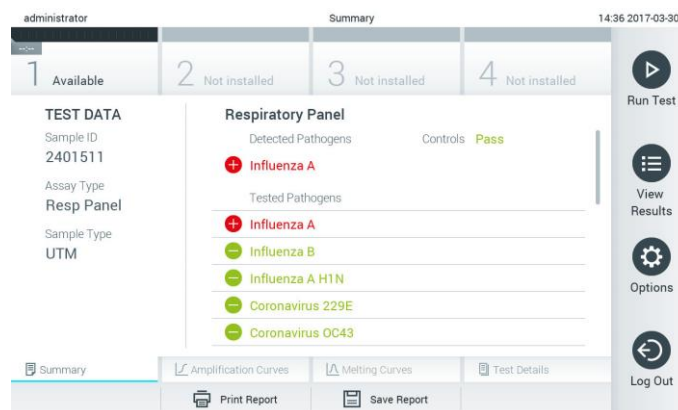 administrator Summary 14:36 2017-03-30
--:--
1 Available 2 Not installed 3 Not installed 4 Not installed
Run Test
TEST DATA
Sample ID
2401511
Assay Type
Resp Panel
Sample Type
UTM
Respiratory Panel
Detected Pathogens Controls Pass
Influenza A
Tested Pathogens
Influenza A
Influenza B
Influenza A H1N
Coronavirus 229E
Coronavirus OC43
View
Results
Options
Log Out
Summary Amplification Curves Melting Curves Test Details
Print Report Save Report